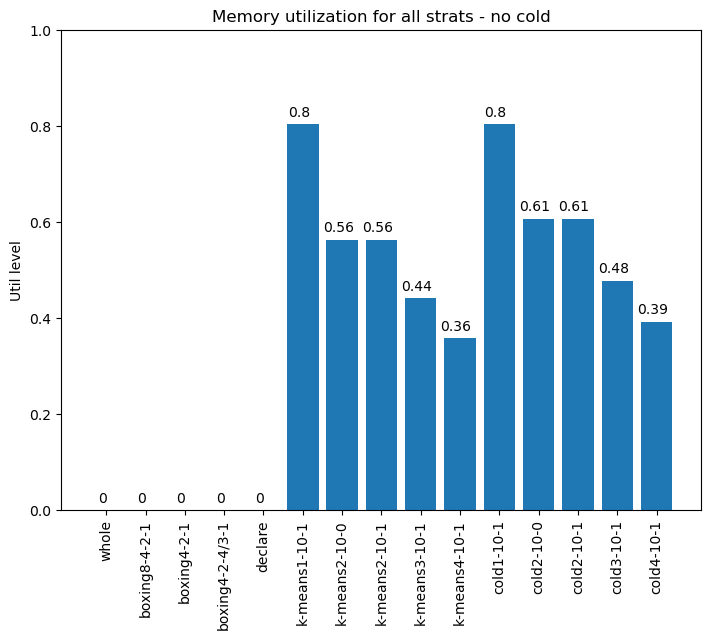 Memory utilization for all strats - no cold
1.0
0.8
0.6
0.4
0.2
0.0
Util level
0
0
0
0
0
0.8
0.56
0.56
0.44
0.36
0.8
0.61
0.61
0.48
0.39
whole
boxing8-4-2-1
boxing4-2-1
boxing4-2-4/3-1
declare
k-means1-10-1
k-means2-10-0
k-means2-10-1
k-means3-10-1
k-means4-10-1
cold1-10-1
cold2-10-0
cold2-10-1
cold3-10-1
cold4-10-1